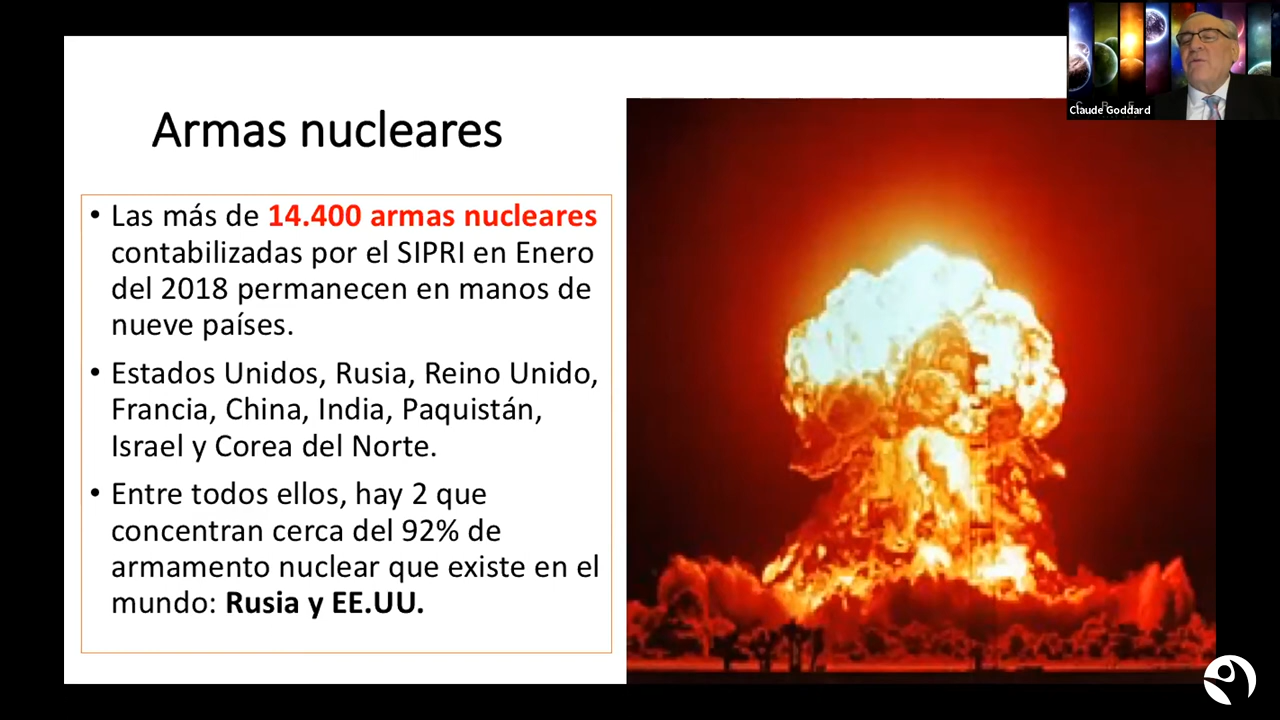 Claude Goddard
Armas nucleares
• Las más de 14.400 armas nucleares
contabilizadas por el SIPRI en Enero
del 2018 permanecen en manos de
nueve países.
• Estados Unidos, Rusia, Reino Unido,
Francia, China, India, Paquistán,
Israel y Corea del Norte.
• Entre todos ellos, hay 2 que
concentran cerca del 92% de
armamento nuclear que existe en el
mundo: Rusia y EE.UU.